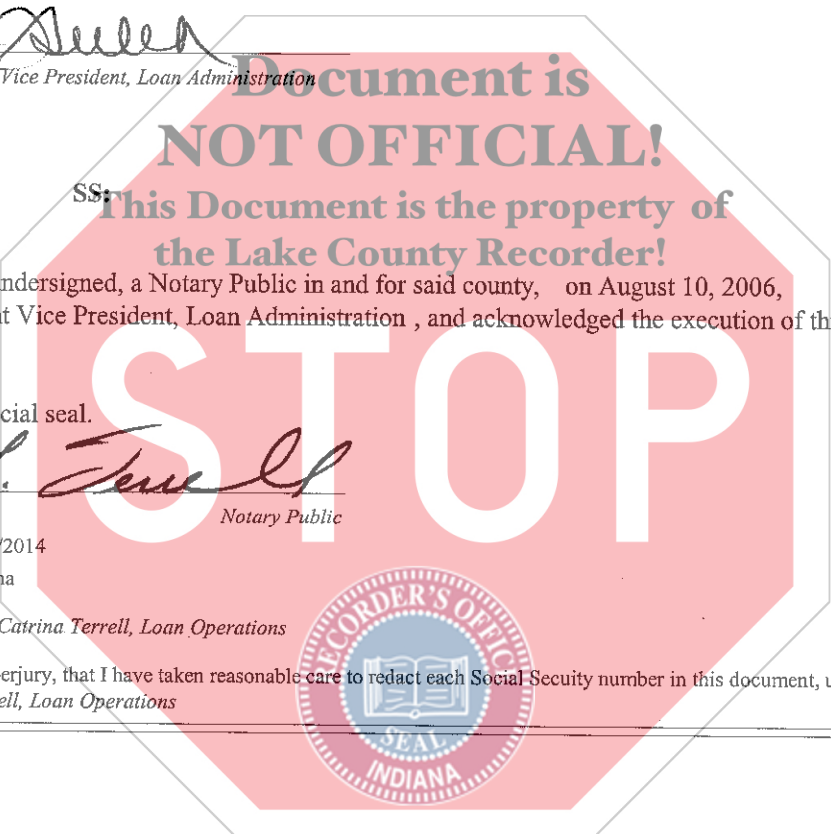 Vice President, Loan Administration
Document is
NOT OFFICIAL!
SS:
This Document is the property of
the Lake County Recorder!
ndersigned, a Notary Public in and for said county, on August 10, 2006,
t Vice President, Loan Administration , and acknowledged the execution of th
STOP
cial seal.
Terrell
Notary Public
/2014
na
Catrina Terrell, Loan Operations
RECORDER'S OFFIC
erjury, that I have taken reasonable care to redact each Social Secuity number in this document, u
ell, Loan Operations
SEAL
INDIANA